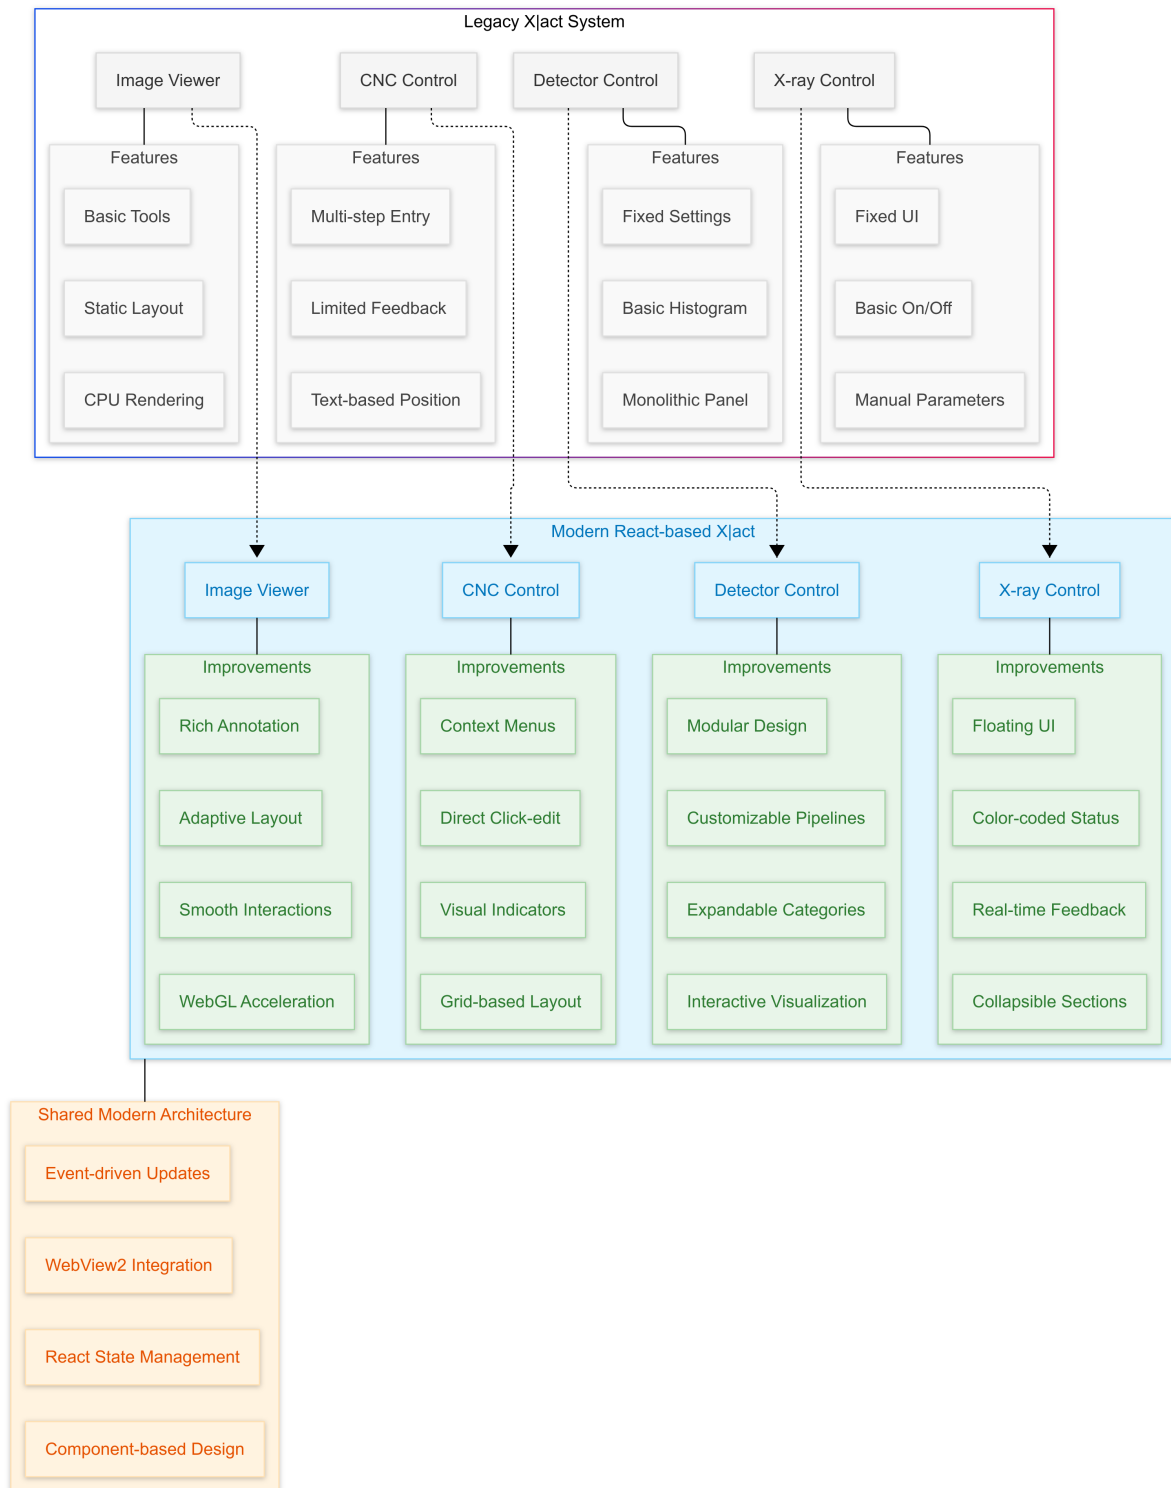 Legacy X|act System
Image Viewer
CNC Control
Detector Control
X-ray Control
Features
Basic Tools
Static Layout
CPU Rendering
Features
Multi-step Entry
Limited Feedback
Text-based Position
Features
Fixed Settings
Basic Histogram
Monolithic Panel
Features
Fixed UI
Basic On/Off
Manual Parameters
Modern React-based X|act
Image Viewer
CNC Control
Detector Control
X-ray Control
Improvements
Rich Annotation
Adaptive Layout
Smooth Interactions
WebGL Acceleration
Improvements
Context Menus
Direct Click-edit
Visual Indicators
Grid-based Layout
Improvements
Modular Design
Customizable Pipelines
Expandable Categories
Interactive Visualization
Improvements
Floating UI
Color-coded Status
Real-time Feedback
Collapsible Sections
Shared Modern Architecture
Event-driven Updates
WebView2 Integration
React State Management
Component-based Design